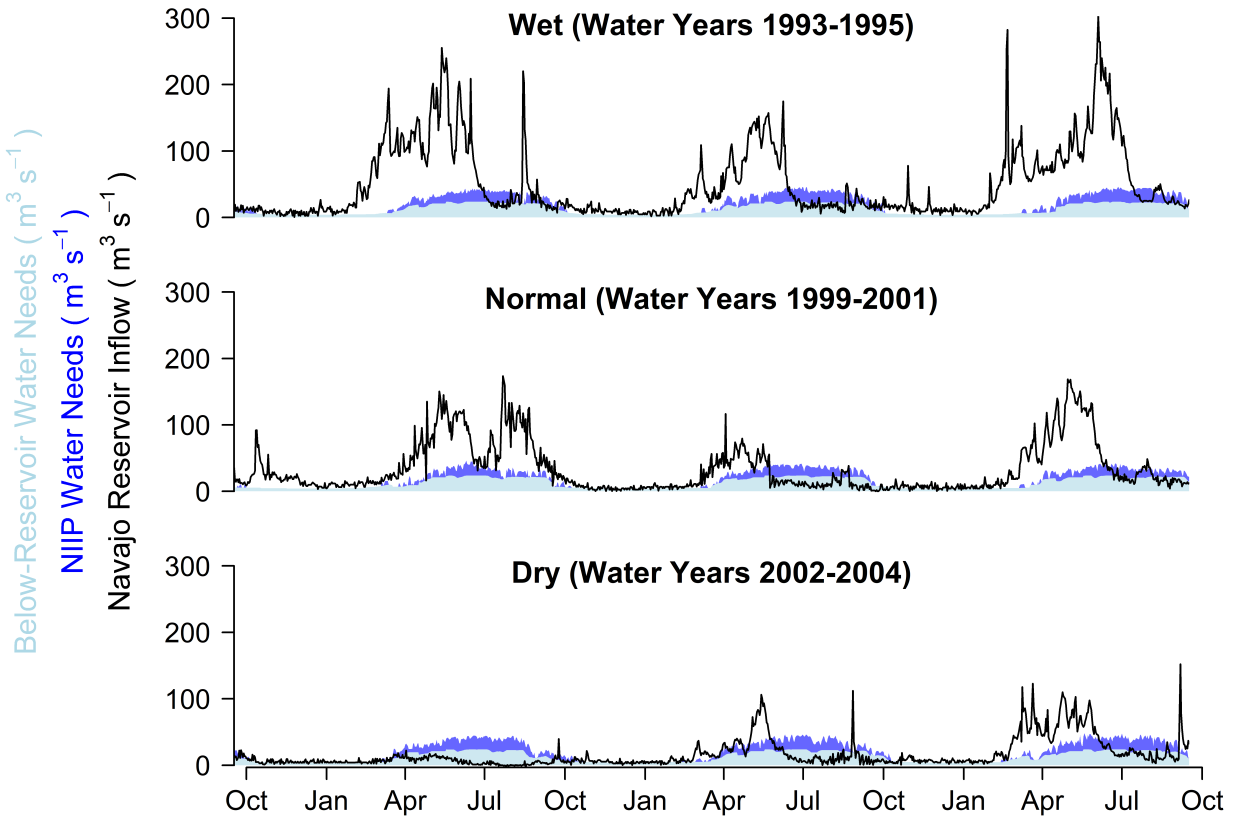 Below-Reservoir Water Needs ( m³ s⁻¹ )
NIIP Water Needs ( m³ s⁻¹ )
Navajo Reservoir Inflow ( m³ s⁻¹ )
Wet (Water Years 1993-1995)
300
200
100
0
Normal (Water Years 1999-2001)
300
200
100
0
Dry (Water Years 2002-2004)
300
200
100
0
Oct Jan Apr Jul Oct Jan Apr Jul Oct Jan Apr Jul Oct